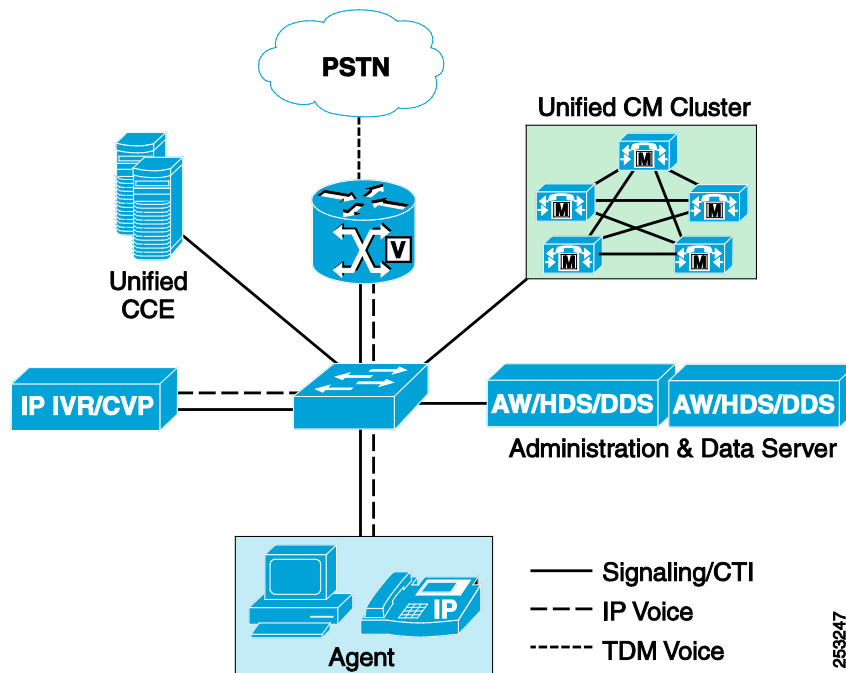 PSTN
Unified CM Cluster
M
M
M
M
M
V
Unified
CCE
IP IVR/CVP
AW/HDS/DDS
AW/HDS/DDS
Administration & Data Server
IP
Agent
Signaling/CTI
IP Voice
TDM Voice
253247